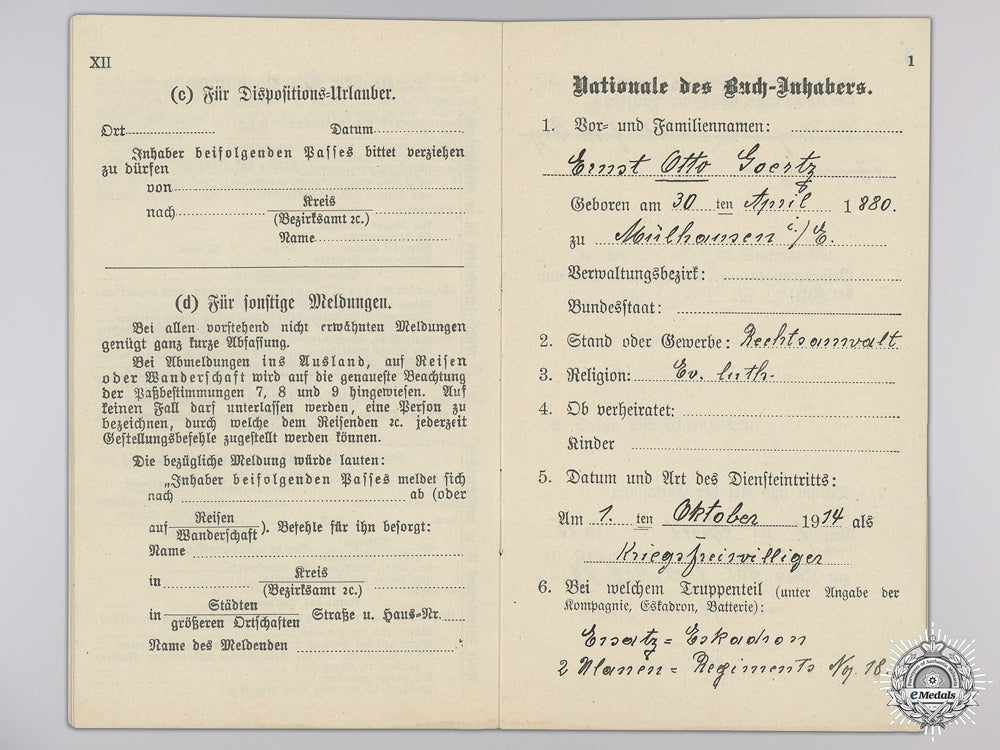 XII
(c) Für Dispositions-Urlauber.
Ort Datum
Inhaber beifolgenden Passes bittet verziehen
zu dürfen
von
nach Kreis
(Bezirksamt ꝛc.)
Name
(d) Für sonstige Meldungen.
Bei allen vorstehend nicht erwähnten Meldungen
genügt ganz kurze Abfassung.
Bei Abmeldungen ins Ausland, auf Reisen
oder Wanderschaft wird auf die genaueste Beachtung
der Paßbestimmungen 7, 8 und 9 hingewiesen. Auf
keinen Fall darf unterlassen werden, eine Person zu
bezeichnen, durch welche dem Reisenden ꝛc. jederzeit
Gestellungsbefehle zugestellt werden können.
Die bezügliche Meldung würde lauten:
„Inhaber beifolgenden Passes meldet sich
nach ab (oder
auf Reisen
Wanderschaft). Befehle für ihn besorgt:
Name
in Kreis
(Bezirksamt ꝛc.)
in Städten
größeren Ortschaften Straße u. Haus-Nr.
Name des Meldenden
1
Nationale des Buch-Inhabers.
1. Vor- und Familiennamen:
Ernst Otto Goertz
Geboren am 30 ten April 1880.
zu Mülhausen i/E.
Verwaltungsbezirk:
Bundesstaat:
2. Stand oder Gewerbe: Rechtsanwalt
3. Religion: Ev. luth.
4. Ob verheiratet:
Kinder
5. Datum und Art des Diensteintritts:
Am 1. ten Oktober 1914 als
Kriegsfreiwilliger
6. Bei welchem Truppenteil (unter Angabe der
Kompagnie, Eskadron, Batterie):
Ersatz=Eskadron
2 Ulanen=Regiments No. 18.
eMedals